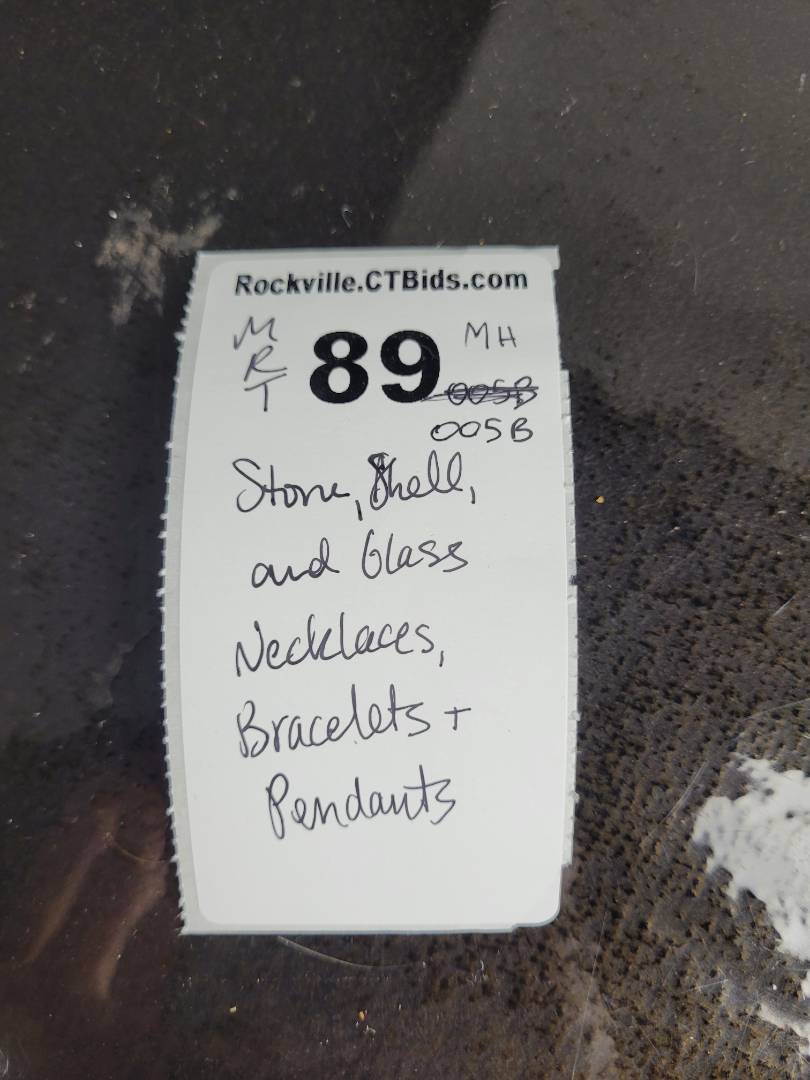 Rockville.CTBids.com
M
R
T
89
MH
005B
005B
Stone, Shell,
and Glass
Necklaces,
Bracelets +
Pendants